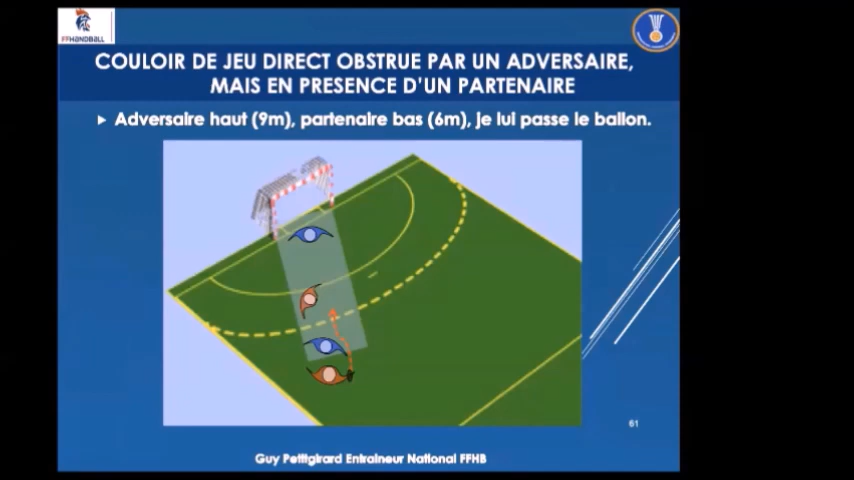 FFHANDBALL
COULOIR DE JEU DIRECT OBSTRUE PAR UN ADVERSAIRE,
MAIS EN PRESENCE D'UN PARTENAIRE
Adversaire haut (9m), partenaire bas (6m), je lui passe le ballon.
61
Guy Petitgirard Entraineur National FFHB